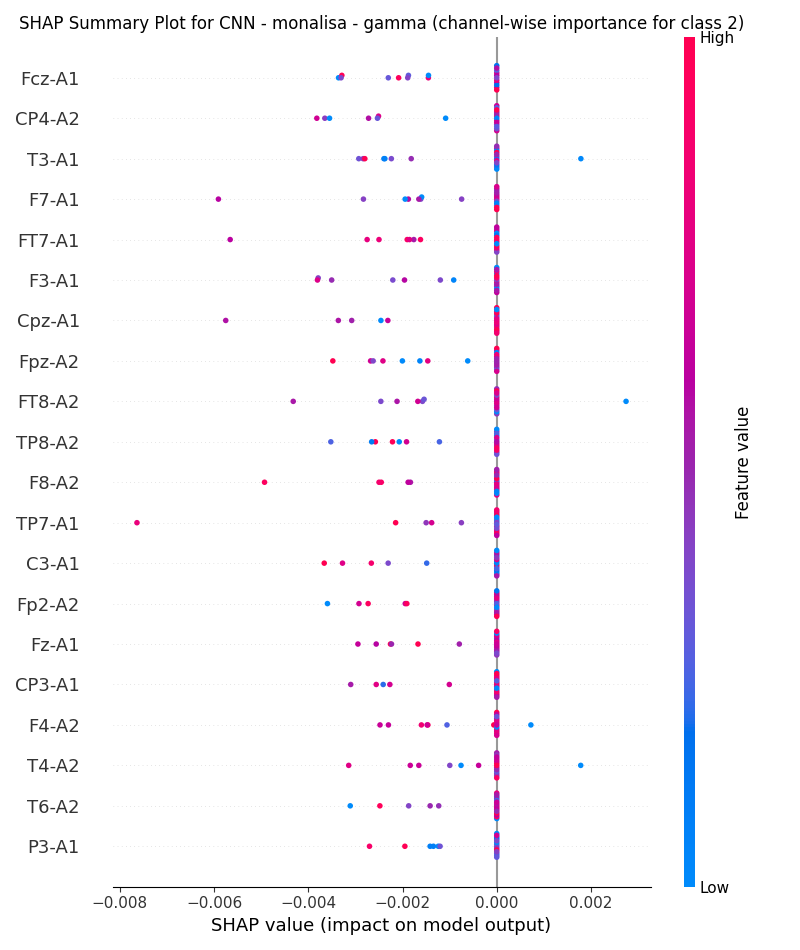 SHAP Summary Plot for CNN - monalisa - gamma (channel-wise importance for class 2)
High
Fcz-A1
CP4-A2
T3-A1
F7-A1
FT7-A1
F3-A1
Cpz-A1
Fpz-A2
FT8-A2
TP8-A2
F8-A2
TP7-A1
C3-A1
Fp2-A2
Fz-A1
CP3-A1
F4-A2
T4-A2
T6-A2
P3-A1
Feature value
Low
−0.008 −0.006 −0.004 −0.002 0.000 0.002
SHAP value (impact on model output)